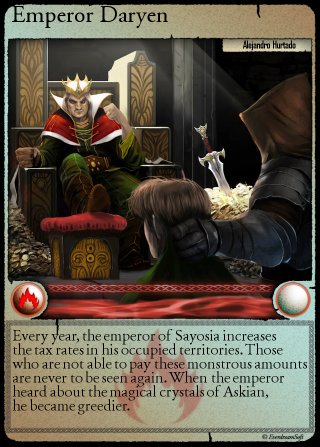 Emperor Daryen
Alejandro Hurtado
Every year, the emperor of Sayosia increases
the tax rates in his occupied territories. Those
who are not able to pay these monstrous amounts
are never to be seen again. When the emperor
heard about the magical crystals of Askian,
he became greedier.
© EverdreamSoft